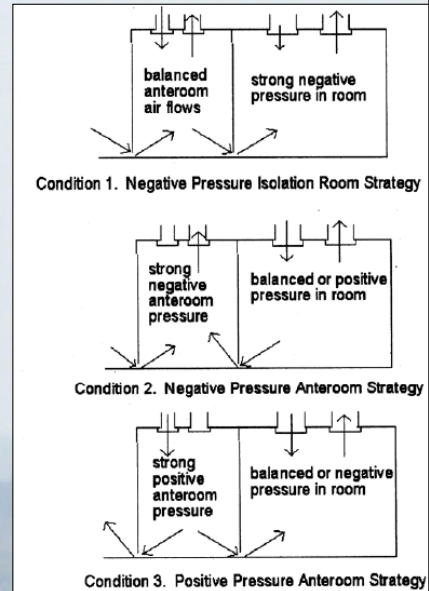 balanced
anteroom
air flows
strong negative
pressure in room
Condition 1. Negative Pressure Isolation Room Strategy
strong
negative
anteroom
pressure
balanced or positive
pressure in room
Condition 2. Negative Pressure Anteroom Strategy
strong
positive
anteroom
pressure
balanced or negative
pressure in room
Condition 3. Positive Pressure Anteroom Strategy